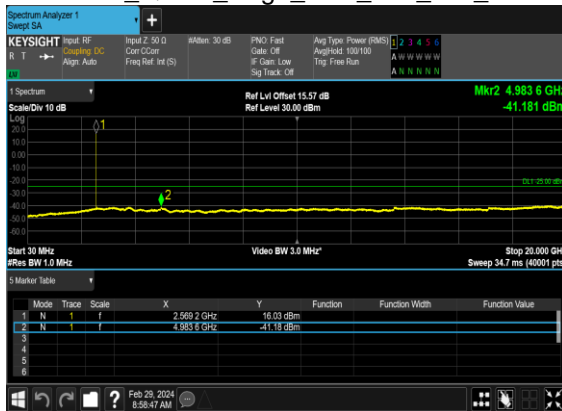 Spectrum Analyzer 1
Swept SA
+
KEYSIGHT Input: RF Input Z: 50 Ω #Atten: 30 dB PNO: Fast Avg Type: Power (RMS) 1 2 3 4 5 6
R T Coupling: DC Corr CCorr Gate: Off Avg|Hold: 100/100 A W W W W W
Align: Auto Freq Ref: Int (S) IF Gain: Low Trig: Free Run
Sig Track: Off A N N N N N
1 Spectrum Ref Lvl Offset 15.57 dB Mkr2 4.983 6 GHz
Scale/Div 10 dB Ref Level 30.00 dBm -41.181 dBm
Log
20.0
10.0
0.00
-10.0
-20.0
-30.0
-40.0
-50.0
-60.0
1
2
DL1 -25.00 dBm
Start 30 MHz Video BW 3.0 MHz* Stop 20.000 GHz
#Res BW 1.0 MHz Sweep 34.7 ms (40001 pts)
5 Marker Table
Mode Trace Scale X Y Function Function Width Function Value
1 N 1 f 2.569 2 GHz 16.03 dBm
2 N 1 f 4.983 6 GHz -41.18 dBm
3
4
5
6
? Feb 29, 2024
8:58:47 AM